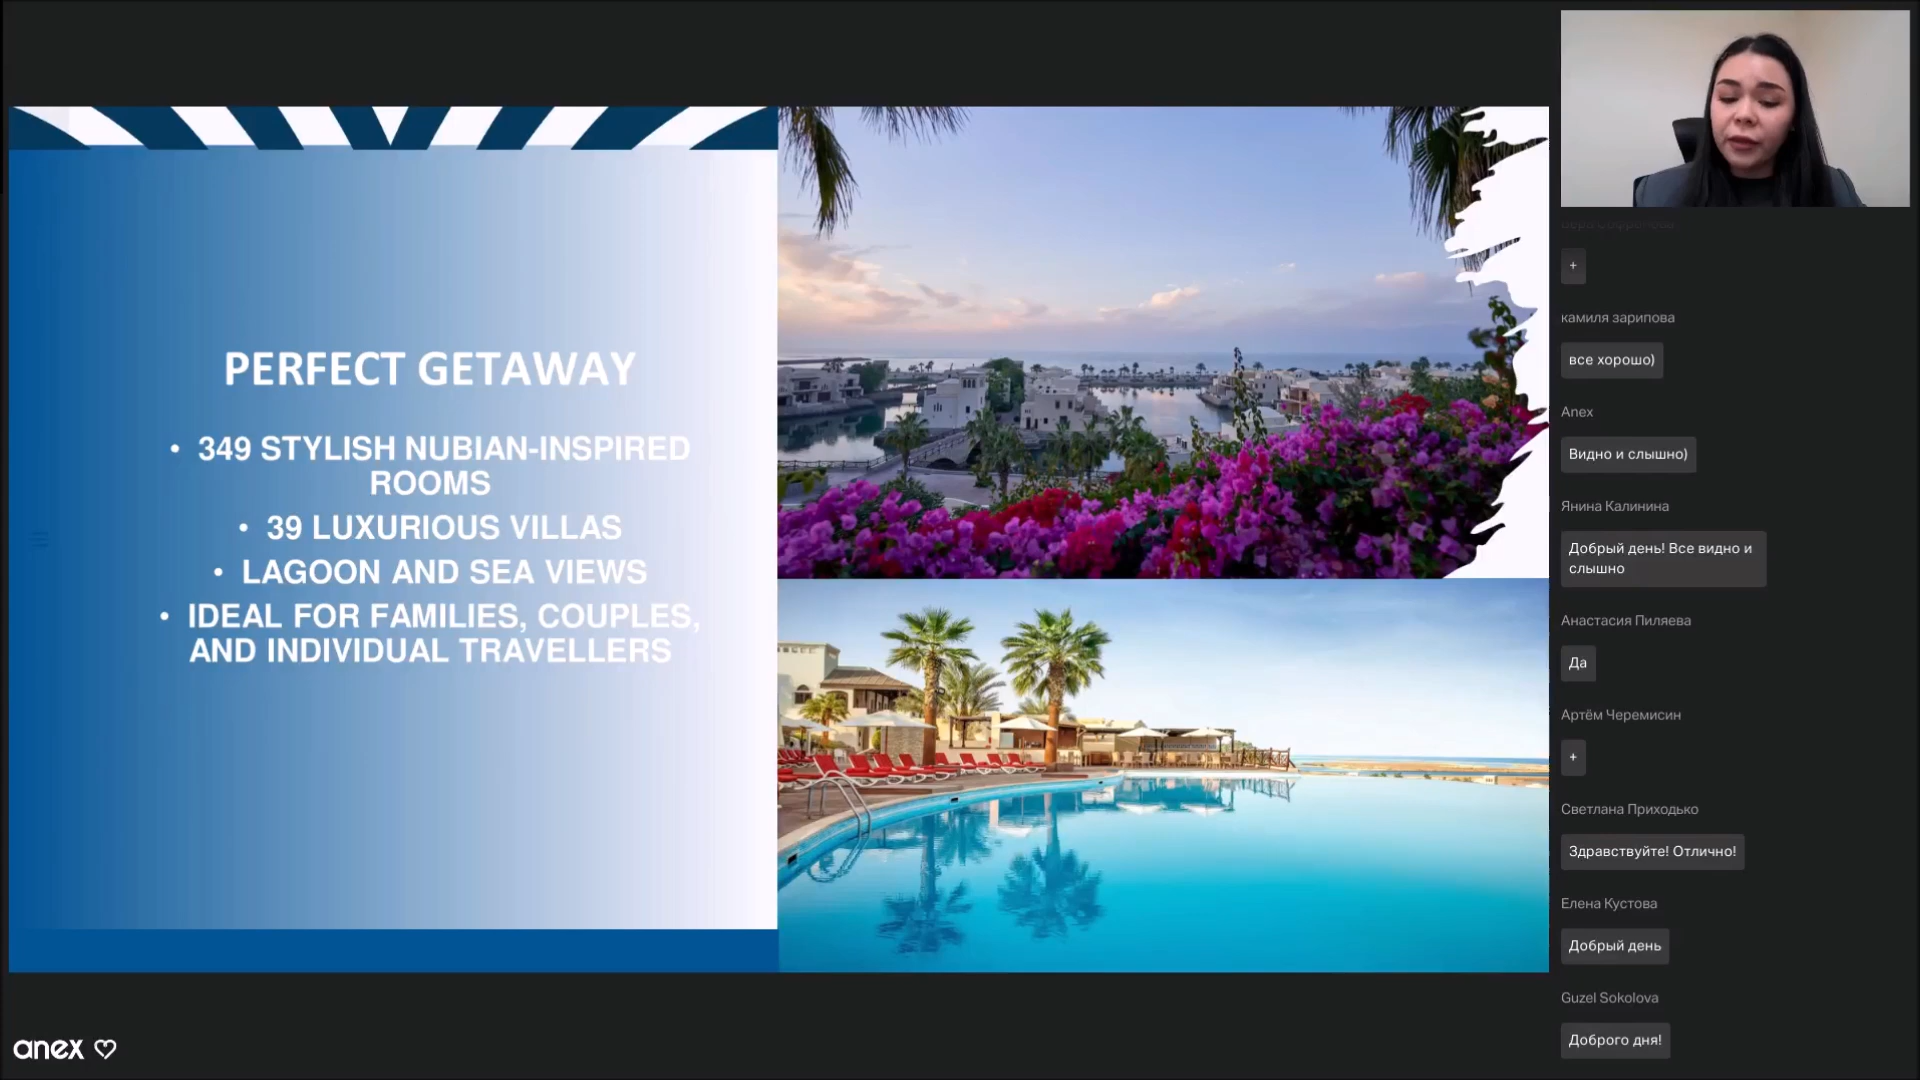 PERFECT GETAWAY
• 349 STYLISH NUBIAN-INSPIRED
ROOMS
• 39 LUXURIOUS VILLAS
• LAGOON AND SEA VIEWS
• IDEAL FOR FAMILIES, COUPLES,
AND INDIVIDUAL TRAVELLERS
anex
+
камиля зарипова
все хорошо)
Anex
Видно и слышно)
Янина Калинина
Добрый день! Все видно и
слышно
Анастасия Пиляева
Да
Артём Черемисин
+
Светлана Приходько
Здравствуйте! Отлично!
Елена Кустова
Добрый день
Guzel Sokolova
Доброго дня!